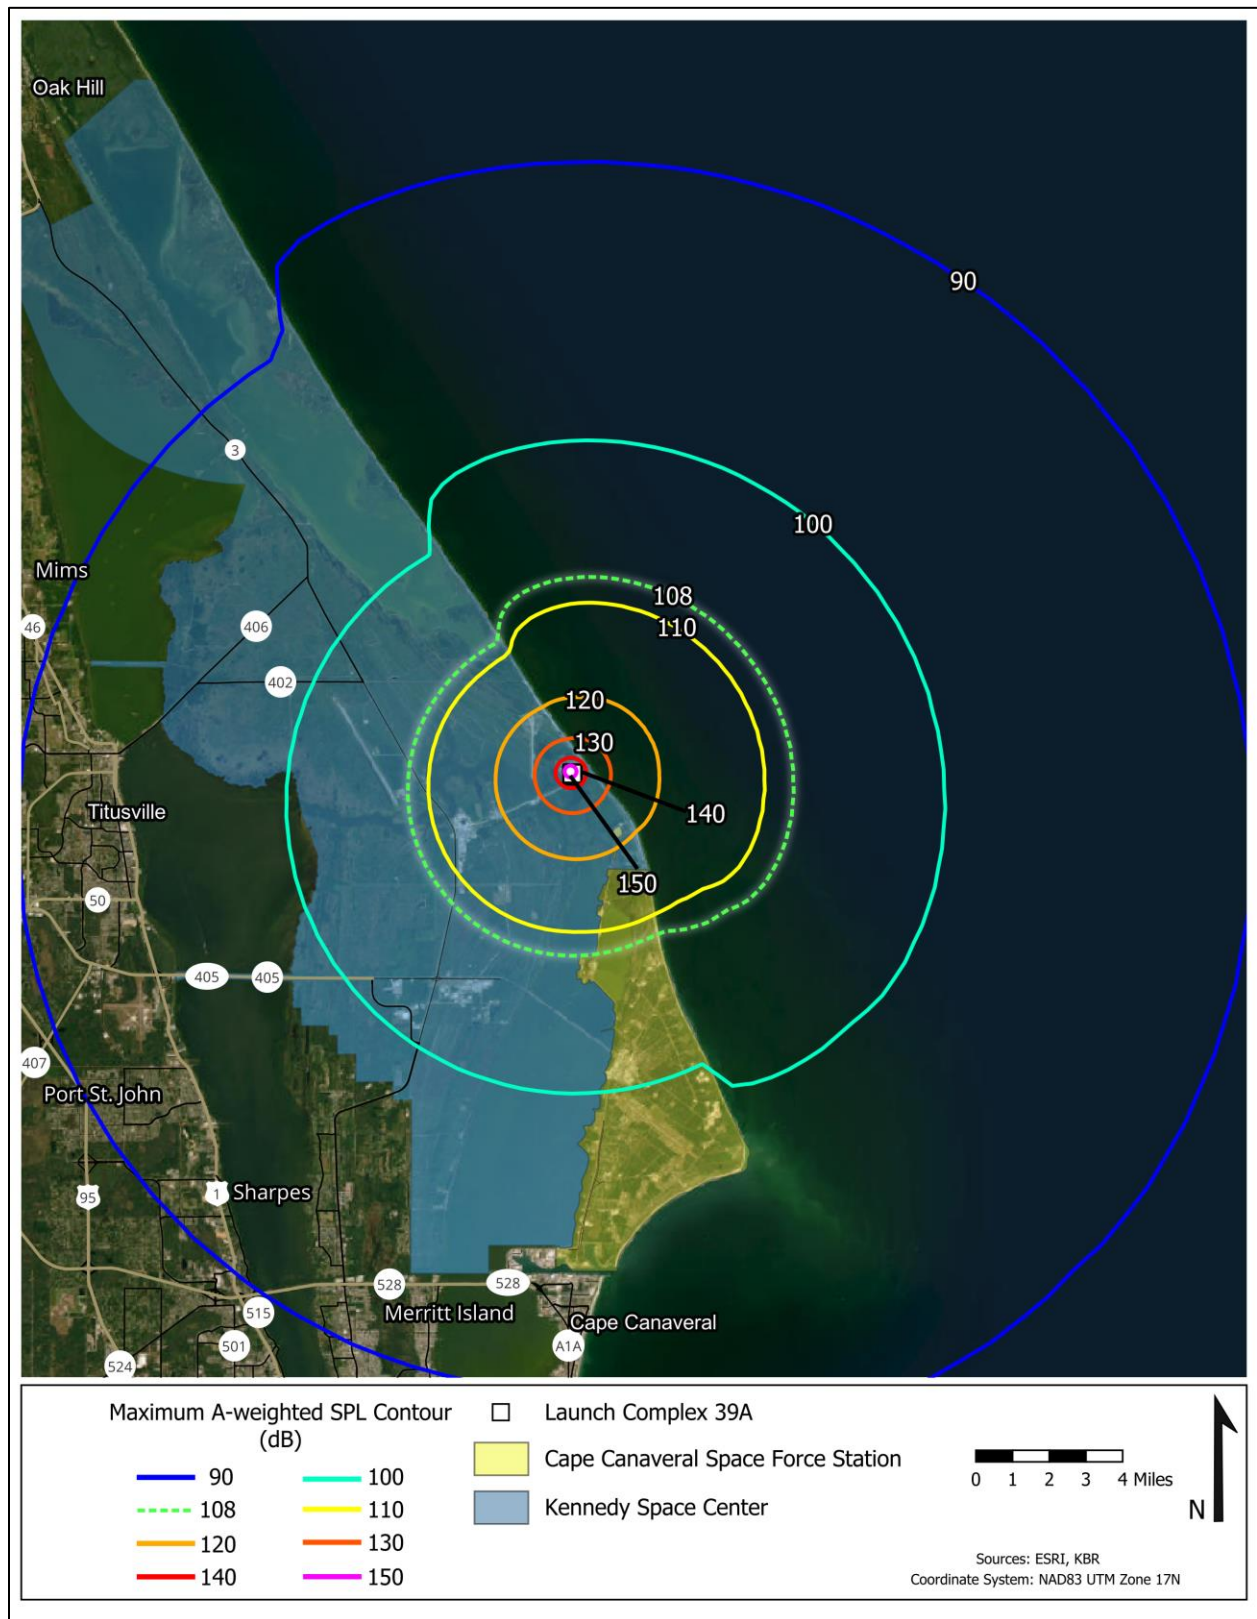 Oak Hill
90
3
100
Mims
108
46
406
110
402
120
130
140
Titusville
150
50
405
405
407
Port St. John
95
1
Sharpes
528
528
515
Merritt Island
Cape Canaveral
501
A1A
524
Maximum A-weighted SPL Contour
(dB)
90
100
108
110
120
130
140
150
Launch Complex 39A
Cape Canaveral Space Force Station
Kennedy Space Center
0 1 2 3 4 Miles
N
Sources: ESRI, KBR
Coordinate System: NAD83 UTM Zone 17N